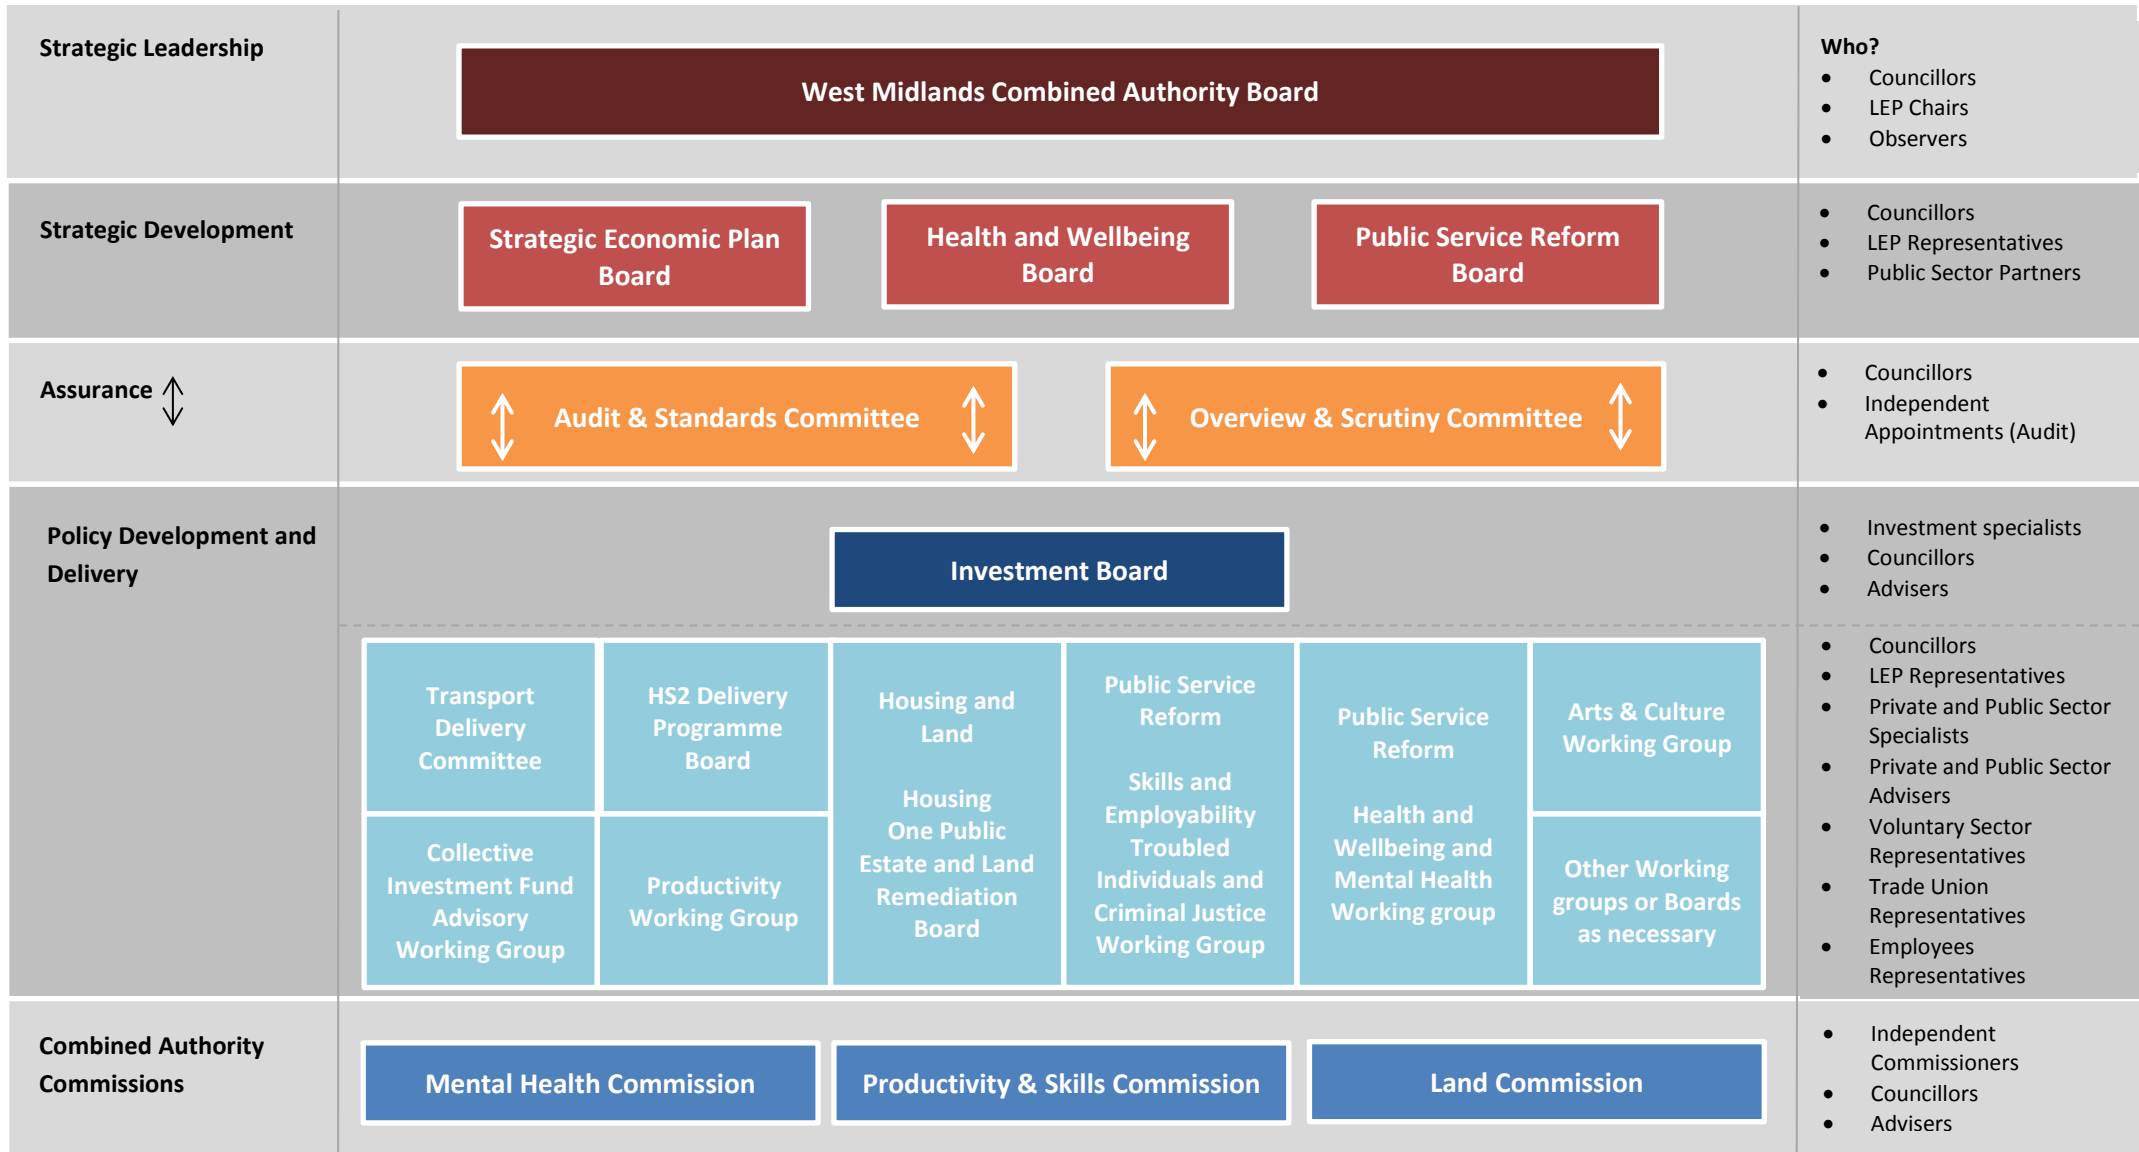 Strategic Leadership
West Midlands Combined Authority Board
Who?
• Councillors
• LEP Chairs
• Observers
Strategic Development
Strategic Economic Plan
Board
Health and Wellbeing
Board
Public Service Reform
Board
• Councillors
• LEP Representatives
• Public Sector Partners
Assurance
Audit & Standards Committee
Overview & Scrutiny Committee
• Councillors
• Independent
Appointments (Audit)
Policy Development and
Delivery
Investment Board
• Investment specialists
• Councillors
• Advisers
Transport
Delivery
Committee
HS2 Delivery
Programme
Board
Housing and
Land
Housing
One Public
Estate and Land
Remediation
Board
Public Service
Reform
Skills and
Employability
Troubled
Individuals and
Criminal Justice
Working Group
Public Service
Reform
Health and
Wellbeing and
Mental Health
Working group
Arts & Culture
Working Group
Collective
Investment Fund
Advisory
Working Group
Productivity
Working Group
Other Working
groups or Boards
as necessary
• Councillors
• LEP Representatives
• Private and Public Sector
Specialists
• Private and Public Sector
Advisers
• Voluntary Sector
Representatives
• Trade Union
Representatives
• Employees
Representatives
Combined Authority
Commissions
Mental Health Commission
Productivity & Skills Commission
Land Commission
• Independent
Commissioners
• Councillors
• Advisers